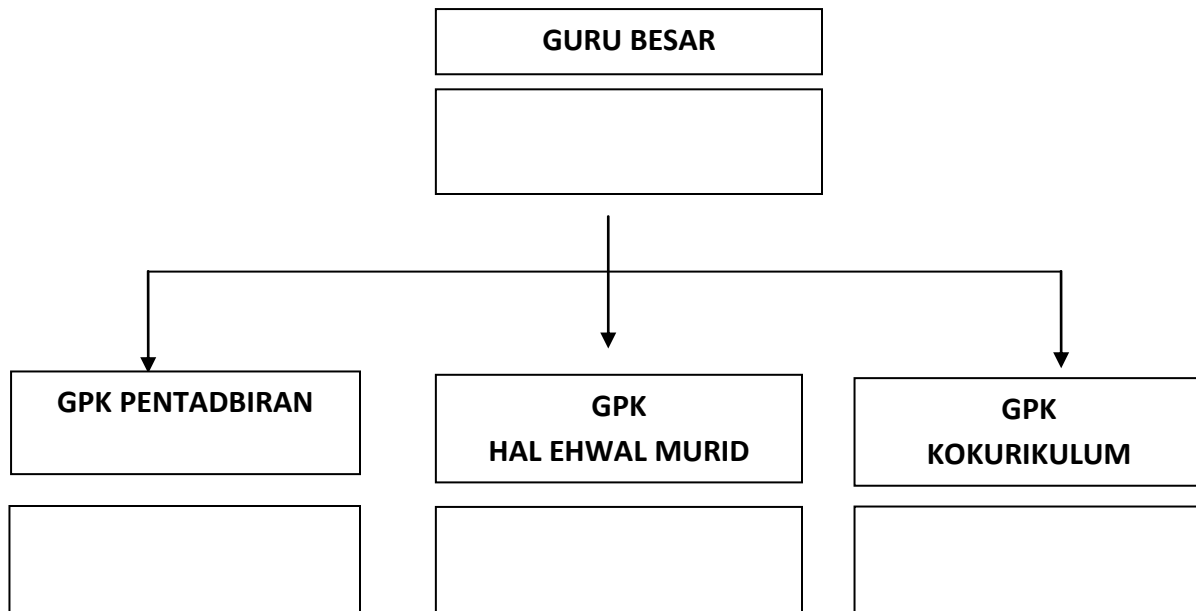 GURU BESAR
GPK PENTADBIRAN
GPK
HAL EHWAL MURID
GPK
KOKURIKULUM